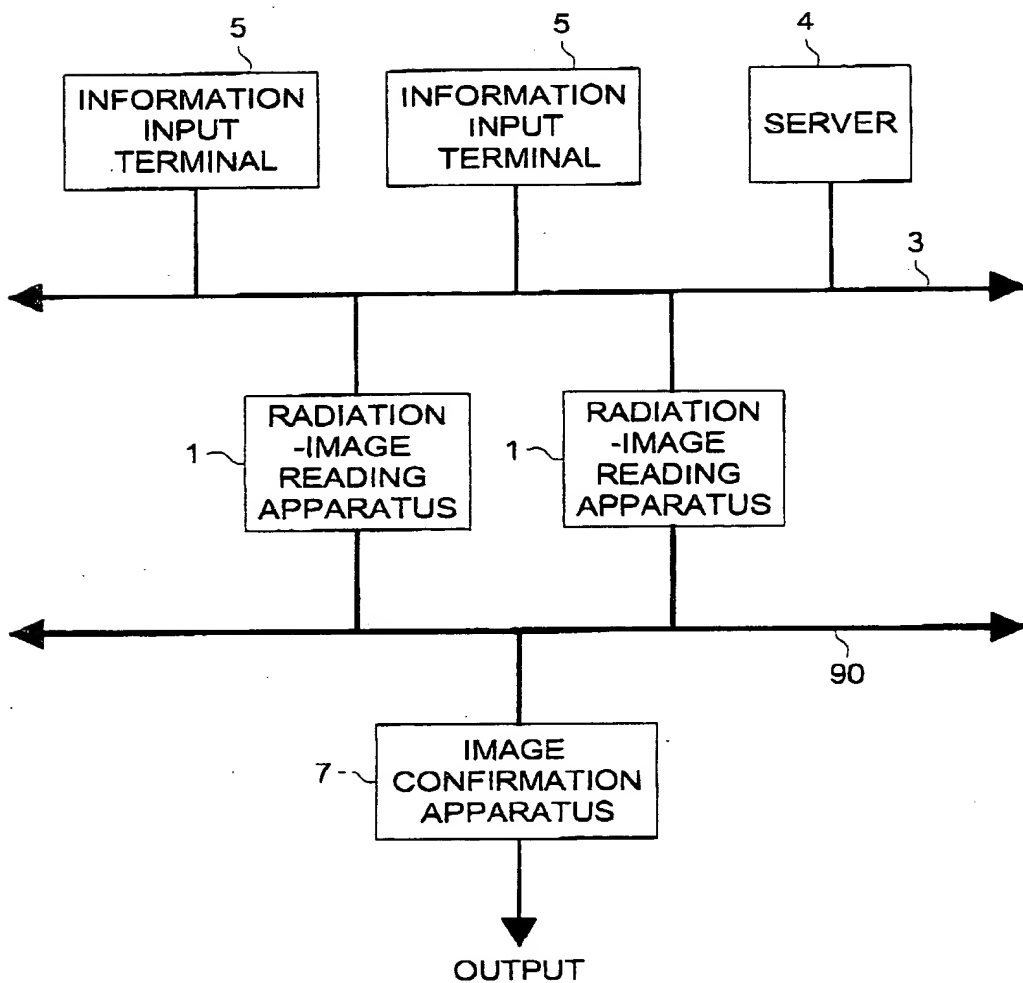 5
5
4
INFORMATION
INPUT
TERMINAL
INFORMATION
INPUT
TERMINAL
SERVER
3
1
RADIATION
-IMAGE
READING
APPARATUS
1
RADIATION
-IMAGE
READING
APPARATUS
90
7
IMAGE
CONFIRMATION
APPARATUS
OUTPUT